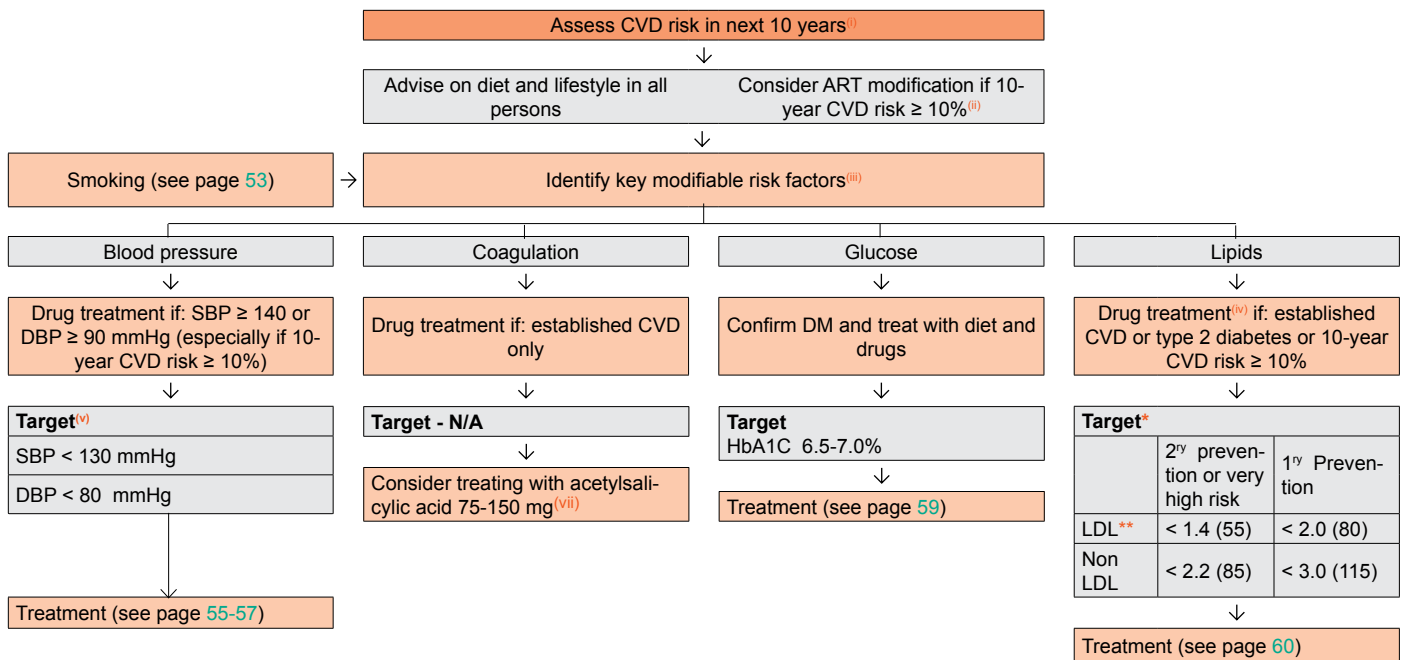 Assess CVD risk in next 10 years(i)
Advise on diet and lifestyle in all
persons
Consider ART modification if 10-
year CVD risk ≥ 10%(ii)
Smoking (see page 53)
Identify key modifiable risk factors(iii)
Blood pressure
Drug treatment if: SBP ≥ 140 or
DBP ≥ 90 mmHg (especially if 10-
year CVD risk ≥ 10%)
Target(v)
SBP < 130 mmHg
DBP < 80 mmHg
Treatment (see page 55-57)
Coagulation
Drug treatment if: established CVD
only
Target - N/A
Consider treating with acetylsali-
cylic acid 75-150 mg(vii)
Glucose
Confirm DM and treat with diet and
drugs
Target
HbA1C 6.5-7.0%
Treatment (see page 59)
Lipids
Drug treatment(iv) if: established
CVD or type 2 diabetes or 10-year
CVD risk ≥ 10%
Target*
2ry preven-
tion or very
high risk
1ry Preven-
tion
LDL** < 1.4 (55) < 2.0 (80)
Non
LDL < 2.2 (85) < 3.0 (115)
Treatment (see page 60)